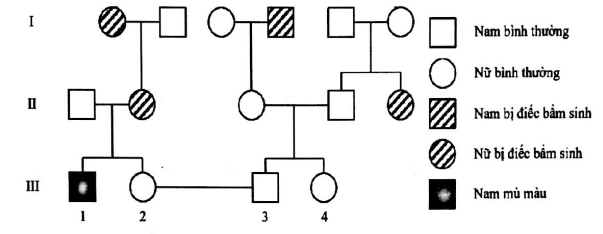 I
Nam bình thường
Nữ bình thường
II
Nam bị điếc bẩm sinh
Nữ bị điếc bẩm sinh
III
Nam mù màu
1 2 3 4